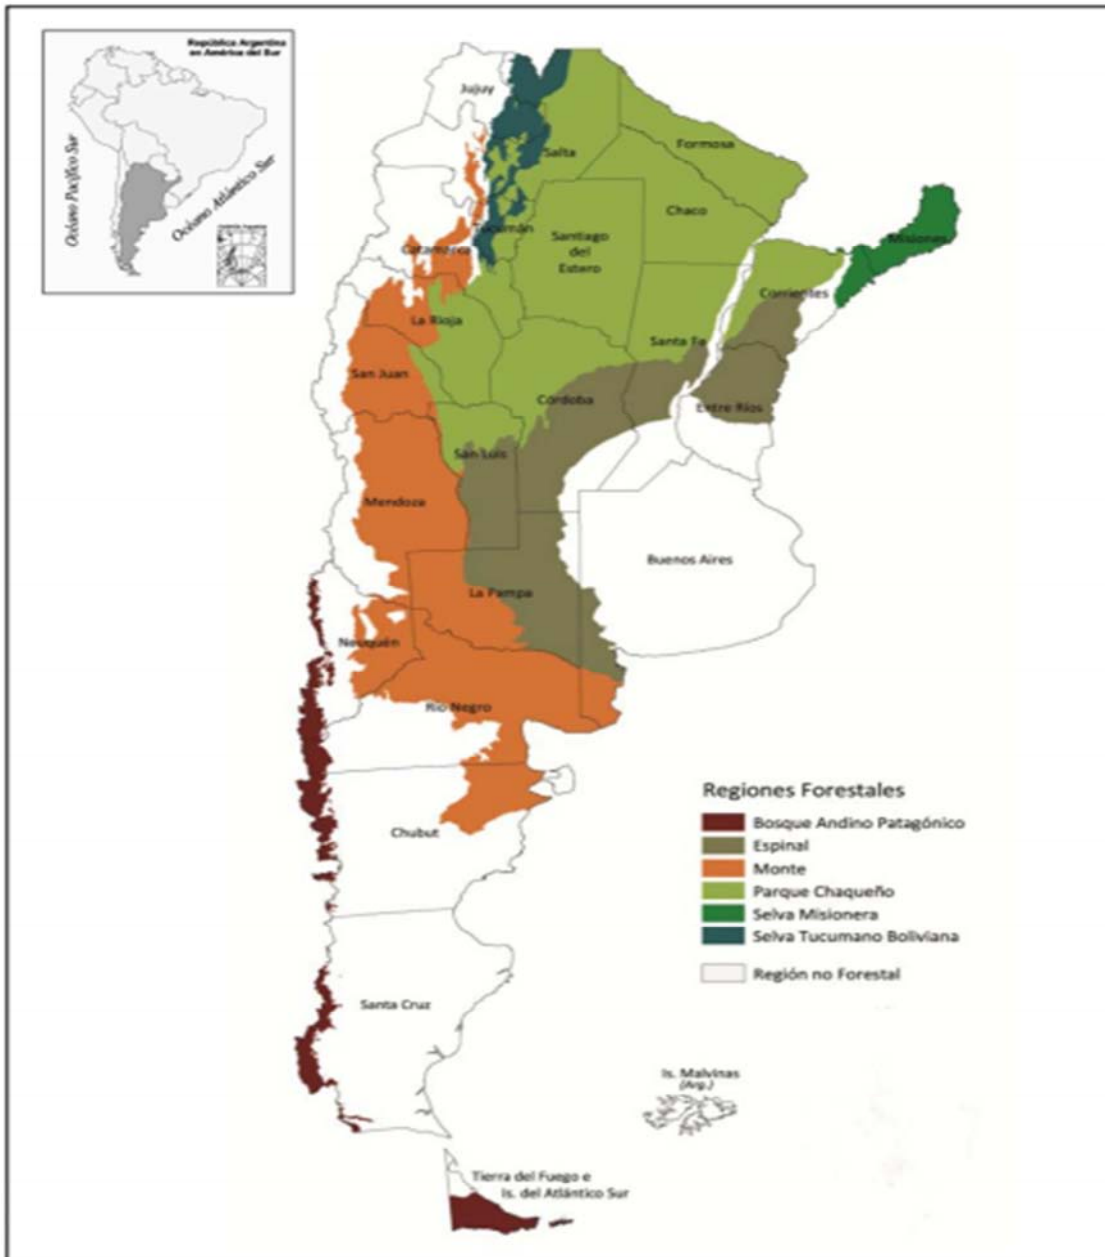 República Argentina
en América del Sur
Océano Pacífico Sur
Océano Atlántico Sur
Jujuy
Salta
Formosa
Chaco
Misiones
Tucumán
Santiago
del
Estero
Catamarca
Corrientes
La Rioja
Santa Fe
San Juan
Córdoba
Entre Ríos
San Luis
Mendoza
Buenos Aires
La Pampa
Neuquén
Río Negro
Chubut
Regiones Forestales
Bosque Andino Patagónico
Espinal
Monte
Parque Chaqueño
Selva Misionera
Selva Tucumano Boliviana
Región no Forestal
Santa Cruz
Is. Malvinas
(Arg.)
Tierra del Fuego e
Is. del Atlántico Sur